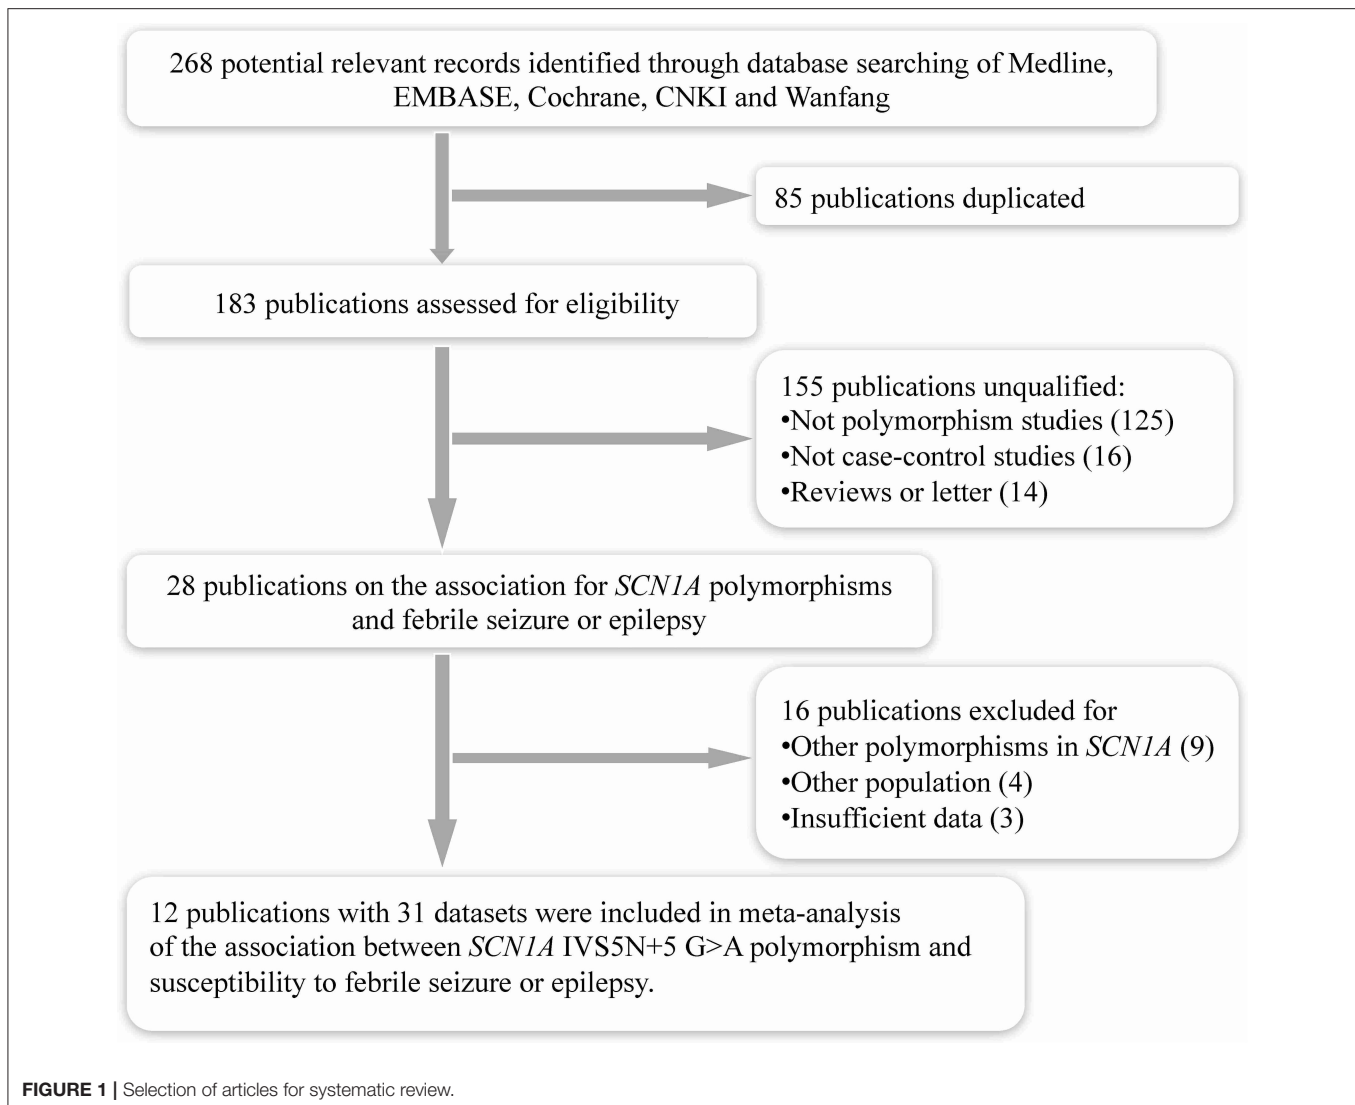 268 potential relevant records identified through database searching of Medline,
EMBASE, Cochrane, CNKI and Wanfang
85 publications duplicated
183 publications assessed for eligibility
155 publications unqualified:
•Not polymorphism studies (125)
•Not case-control studies (16)
•Reviews or letter (14)
28 publications on the association for SCN1A polymorphisms
and febrile seizure or epilepsy
16 publications excluded for
•Other polymorphisms in SCN1A (9)
•Other population (4)
•Insufficient data (3)
12 publications with 31 datasets were included in meta-analysis
of the association between SCN1A IVS5N+5 G>A polymorphism and
susceptibility to febrile seizure or epilepsy.
FIGURE 1 | Selection of articles for systematic review.